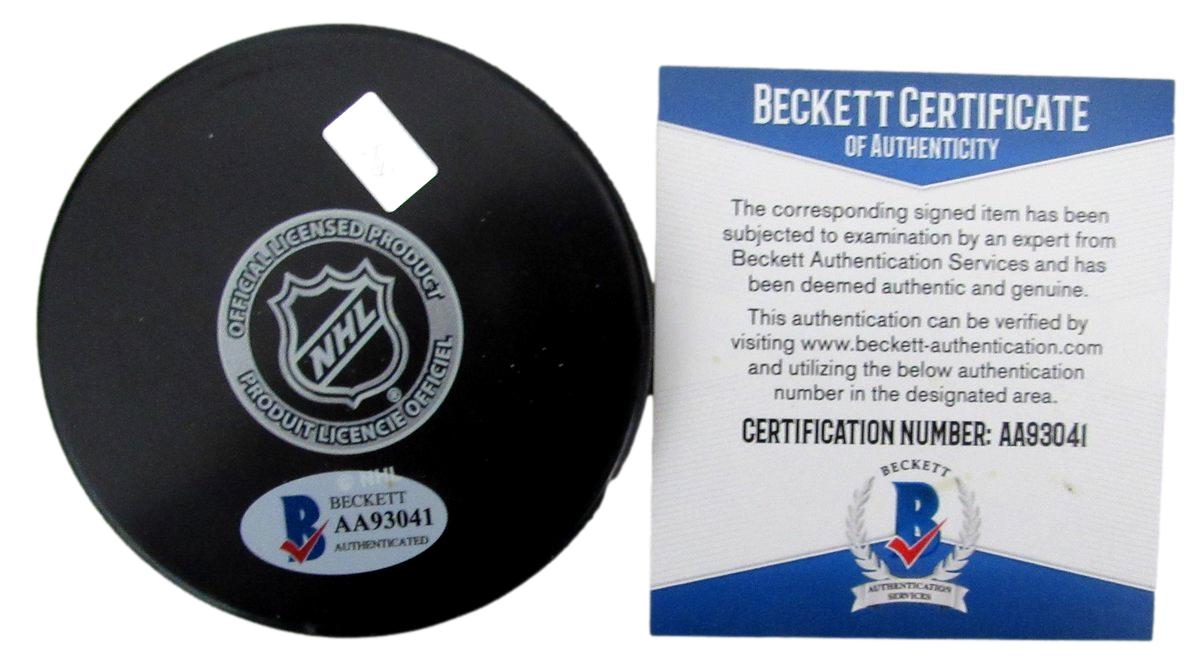 OFFICIAL LICENSED PRODUCT
NHL
®
PRODUIT LICENCIE OFFICIEL
© NHL
BECKETT
AA93041
AUTHENTICATED
BECKETT CERTIFICATE
OF AUTHENTICITY
The corresponding signed item has been
subjected to examination by an expert from
Beckett Authentication Services and has
been deemed authentic and genuine.
This authentication can be verified by
visiting www.beckett-authentication.com
and utilizing the below authentication
number in the designated area.
CERTIFICATION NUMBER: AA93041
BECKETT
B
AUTHENTICATION
SERVICES